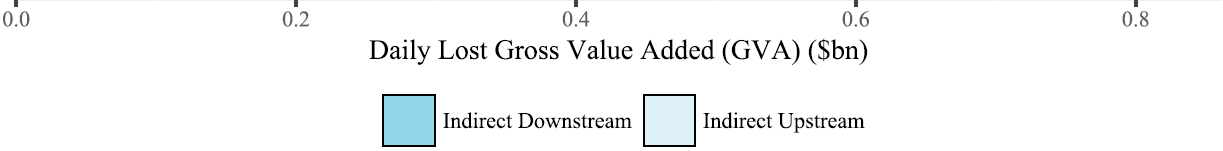 0.0 0.2 0.4 0.6 0.8
Daily Lost Gross Value Added (GVA) ($bn)
Indirect Downstream Indirect Upstream